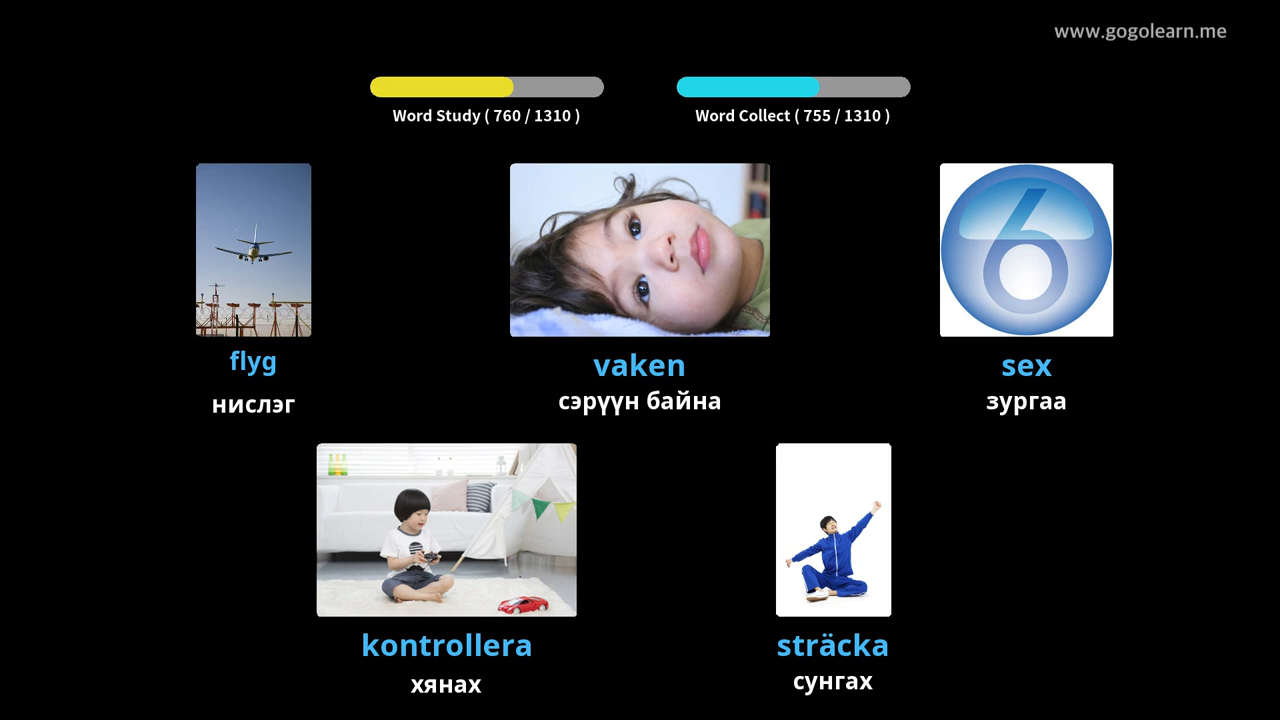 www.gogolearn.me
Word Study ( 760 / 1310 )
Word Collect ( 755 / 1310 )
6
flyg
нислэг
vaken
сэрүүн байна
sex
зургаа
kontrollera
хянах
sträcka
сунгах